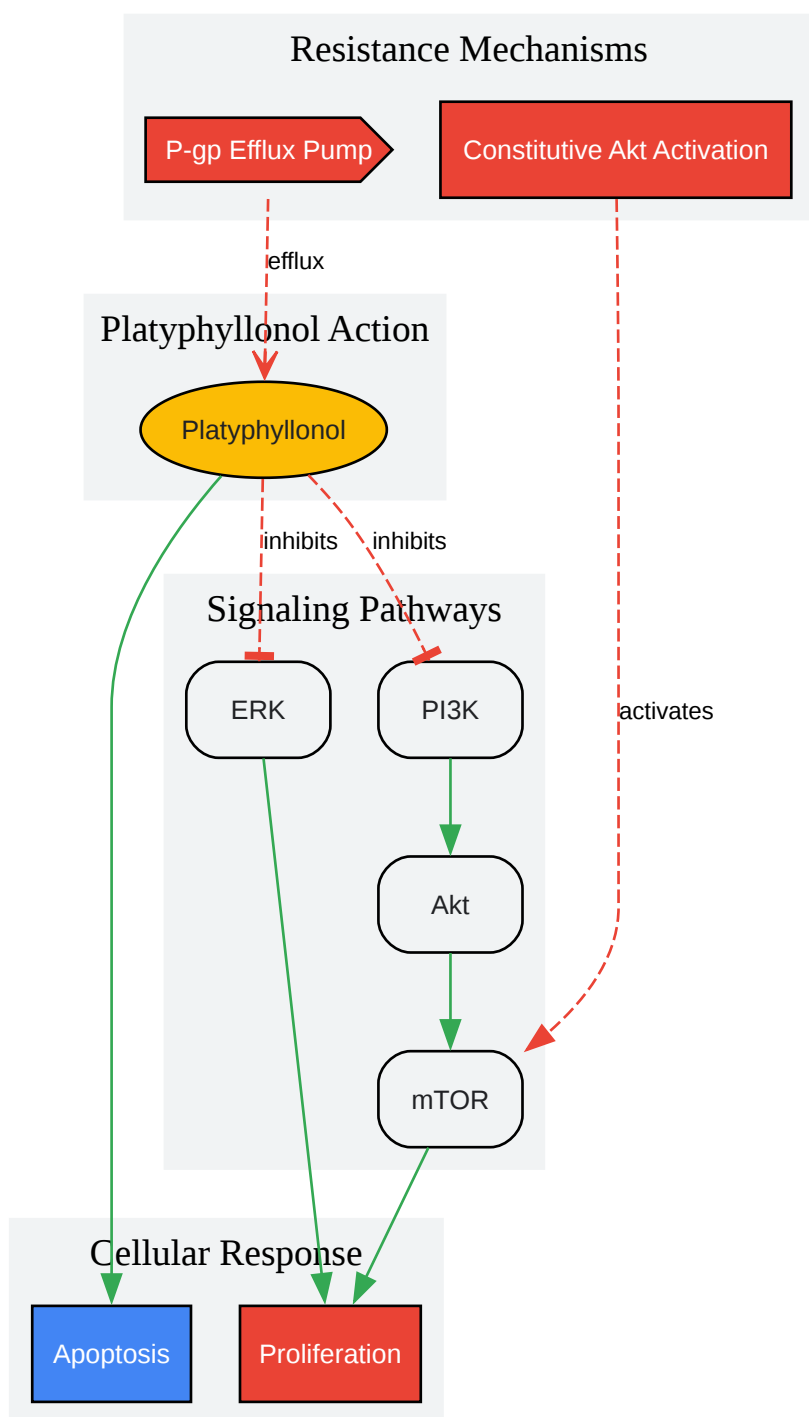 Resistance Mechanisms
P-gp Efflux Pump
Constitutive Akt Activation
efflux
Platyphyllonol Action
Platyphyllonol
inhibits
inhibits
Signaling Pathways
ERK
PI3K
activates
Akt
mTOR
Cellular Response
Apoptosis
Proliferation